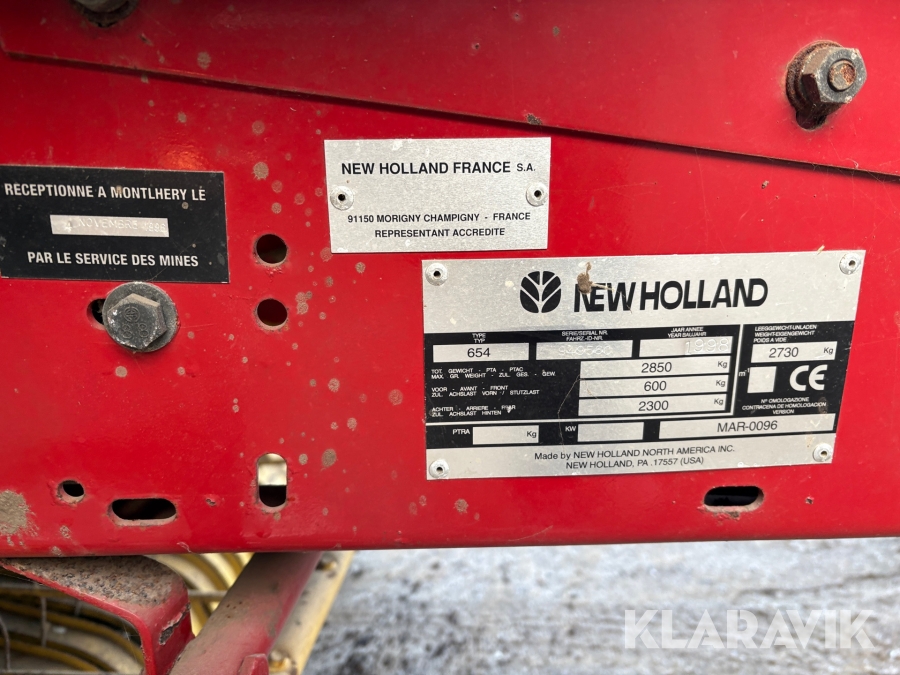 RECEPTIONNE A MONTLHERY LE
NOVEMBRE
PAR LE SERVICE DES MINES
NEW HOLLAND FRANCE S.A.
91150 MORIGNY CHAMPIGNY - FRANCE
REPRESENTANT ACCREDITE
NEW HOLLAND
TYPE
TYP
654
SERIE/SERIAL NR.
FAHRZ.-ID-NR.
JAAR ANNEE
YEAR BAUJAHR
1998
LEEGGEWICHT-UNLADEN
WEIGHT-EIGENGEWICHT
POIDS A VIDE
2730 Kg
TOT. GEWICHT - PTA - PTAC
MAX. GR. WEIGHT - ZUL. GES. - GEW.
2850 Kg
VOOR - AVANT - FRONT
ZUL. ACHSLAST VORN / STUTZLAST
600 Kg
ACHTER - ARRIERE - REAR
ZUL. ACHSLAST HINTEN
2300 Kg
m³
CE
N° OMOLOGAZIONE
CONTRACENA DE HOMOLOGACION
VERSION
PTRA Kg
KW
MAR-0096
Made by NEW HOLLAND NORTH AMERICA INC.
NEW HOLLAND, PA .17557 (USA)
KLARAVIK